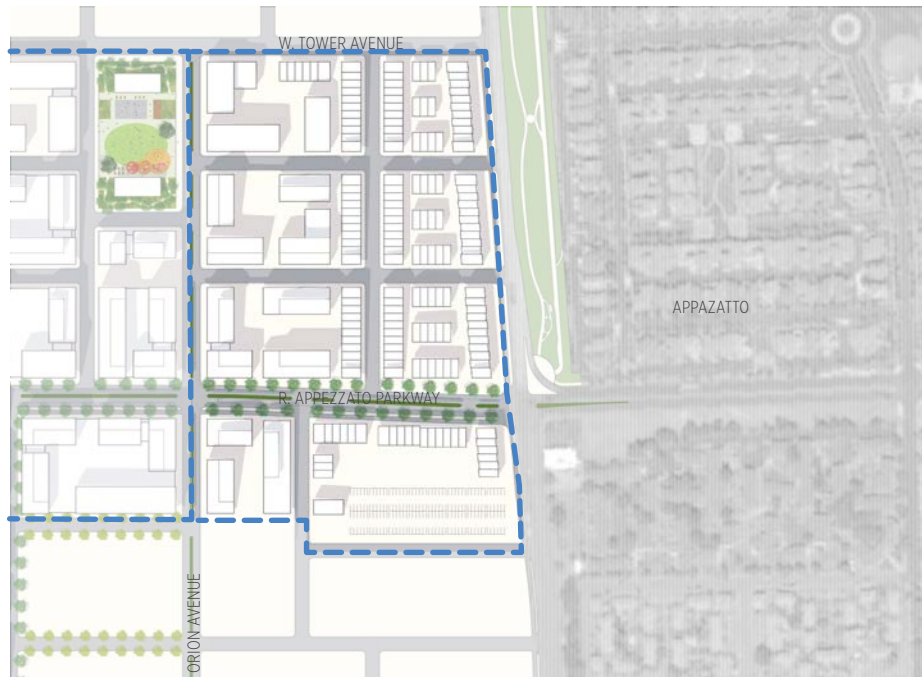 W. TOWER AVENUE
APPAZATTO
R. APPEZZATO PARKWAY
ORION AVENUE